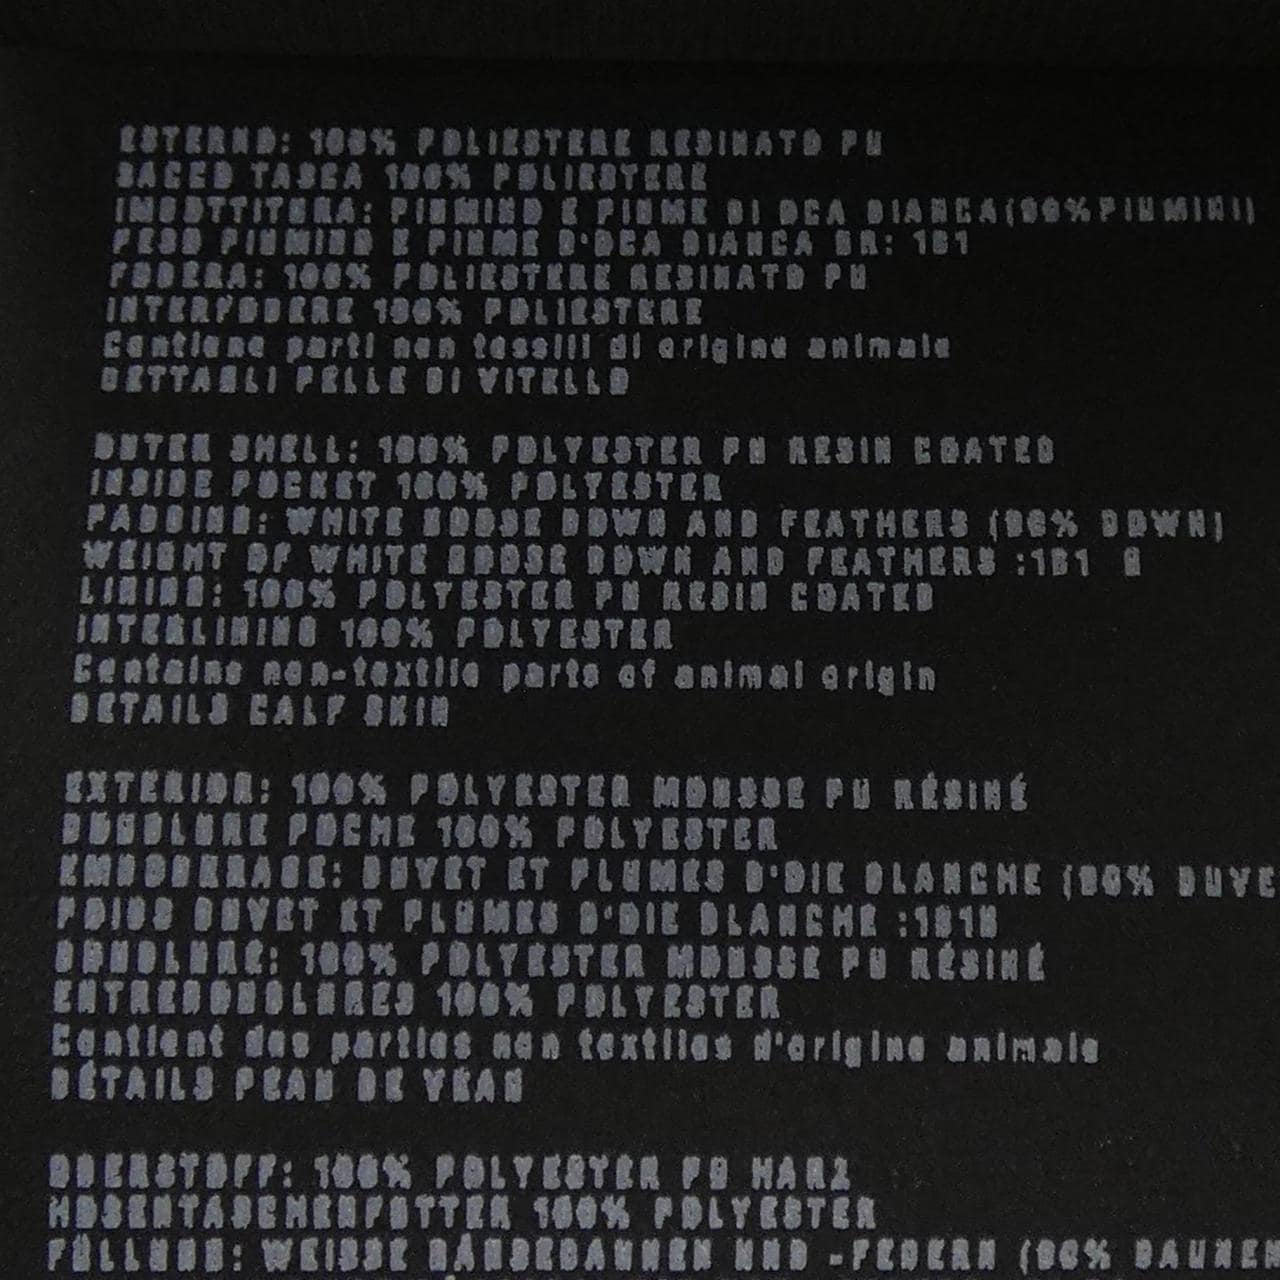 ESTERNO: 100% POLIESTERE RESINATO PU
SACCO TASCA 100% POLIESTERE
IMBOTTITURA: PIUMINO E PIUME DI OCA BIANCA(90%PIUMINI)
PESO PIUMINO E PIUME D'OCA BIANCA GR:
FODERA: 100% POLIESTERE RESINATO PU
INTERFODERE 100% POLIESTERE
Contiene parti non tessili di origine animale
DETTAGLI PELLE DI VITELLO
OUTER SHELL: 100% POLYESTER PU RESIN COATED
INSIDE POCKET 100% POLYESTER
PADDING: WHITE GOOSE DOWN AND FEATHERS (90% DOWN)
WEIGHT OF WHITE GOOSE DOWN AND FEATHERS
LINING: 100% POLYESTER PU RESIN COATED
INTERLINING 100% POLYESTER
Contains non-textile parts of animal origin
DETAILS CALF SKIN
EXTERIOR: 100% POLYESTER MOUSSE PU RÉSINÉ
DOUBLURE POCHE 100% POLYESTER
EMBOURRAGE: DUVET ET PLUMES D'OIE BLANCHE (90% DUVE
POIDS DUVET ET PLUMES D'OIE BLANCHE
DOUBLURE: 100% POLYESTER MOUSSE PU RÉSINÉ
ENTREDOUBLURES 100% POLYESTER
Contient des parties non textiles d'origine animale
DÉTAILS PEAU DE VEAU
OBERSTOFF: 100% POLYESTER PU HARZ
HOSENTASCHENFUTTER 100% POLYESTER
FÜLLUNG: WEISSE GÄNSEDAUNEN UND -FEDERN (90% DAUNEN